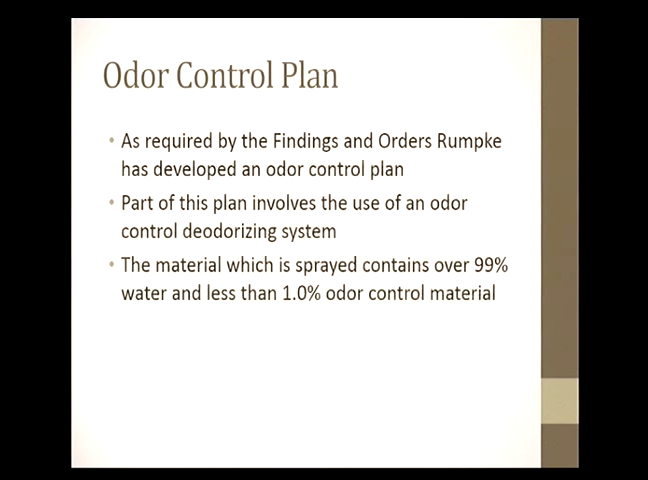 Odor Control Plan
• As required by the Findings and Orders Rumpke
has developed an odor control plan
• Part of this plan involves the use of an odor
control deodorizing system
• The material which is sprayed contains over 99%
water and less than 1.0% odor control material